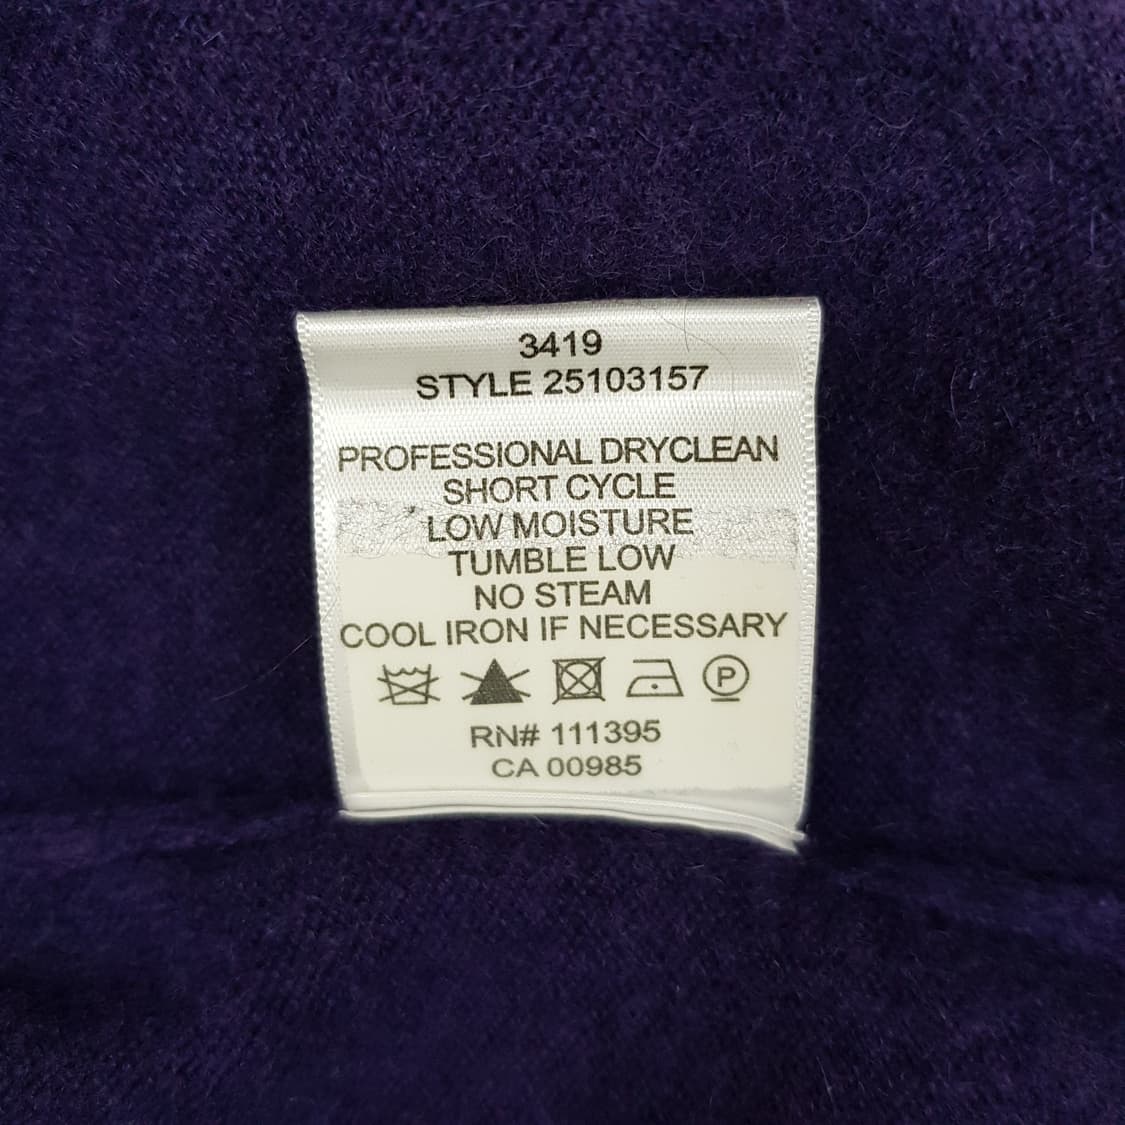 3419
STYLE 25103157
PROFESSIONAL DRYCLEAN
SHORT CYCLE
LOW MOISTURE
TUMBLE LOW
NO STEAM
COOL IRON IF NECESSARY
P
RN# 111395
CA 00985